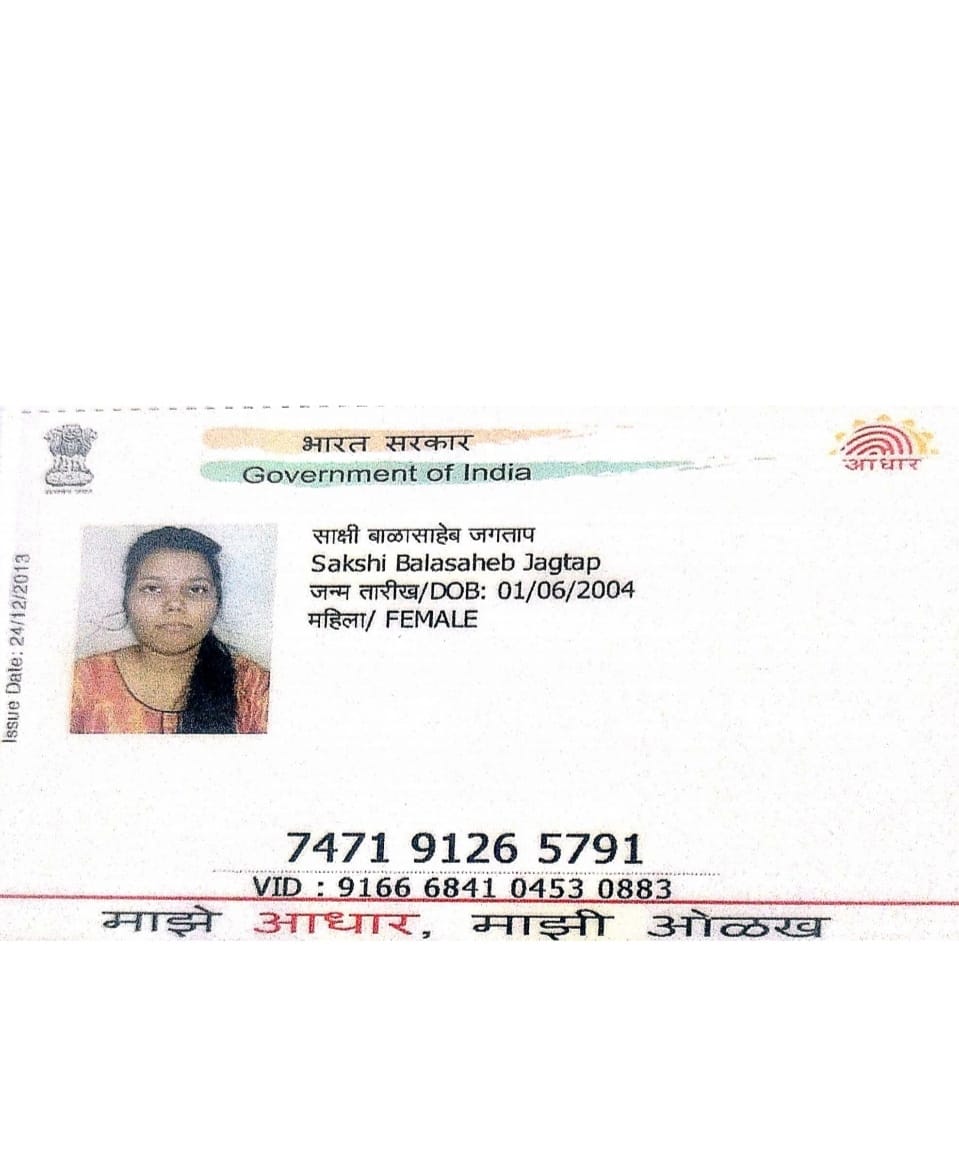 भारत सरकार
Government of India
आधार
Issue Date: 24/12/2013
साक्षी बाळासाहेब जगताप
Sakshi Balasaheb Jagtap
जन्म तारीख/DOB: 01/06/2004
महिला/ FEMALE
7471 9126 5791
VID : 9166 6841 0453 0883
माझे आधार, माझी ओळख